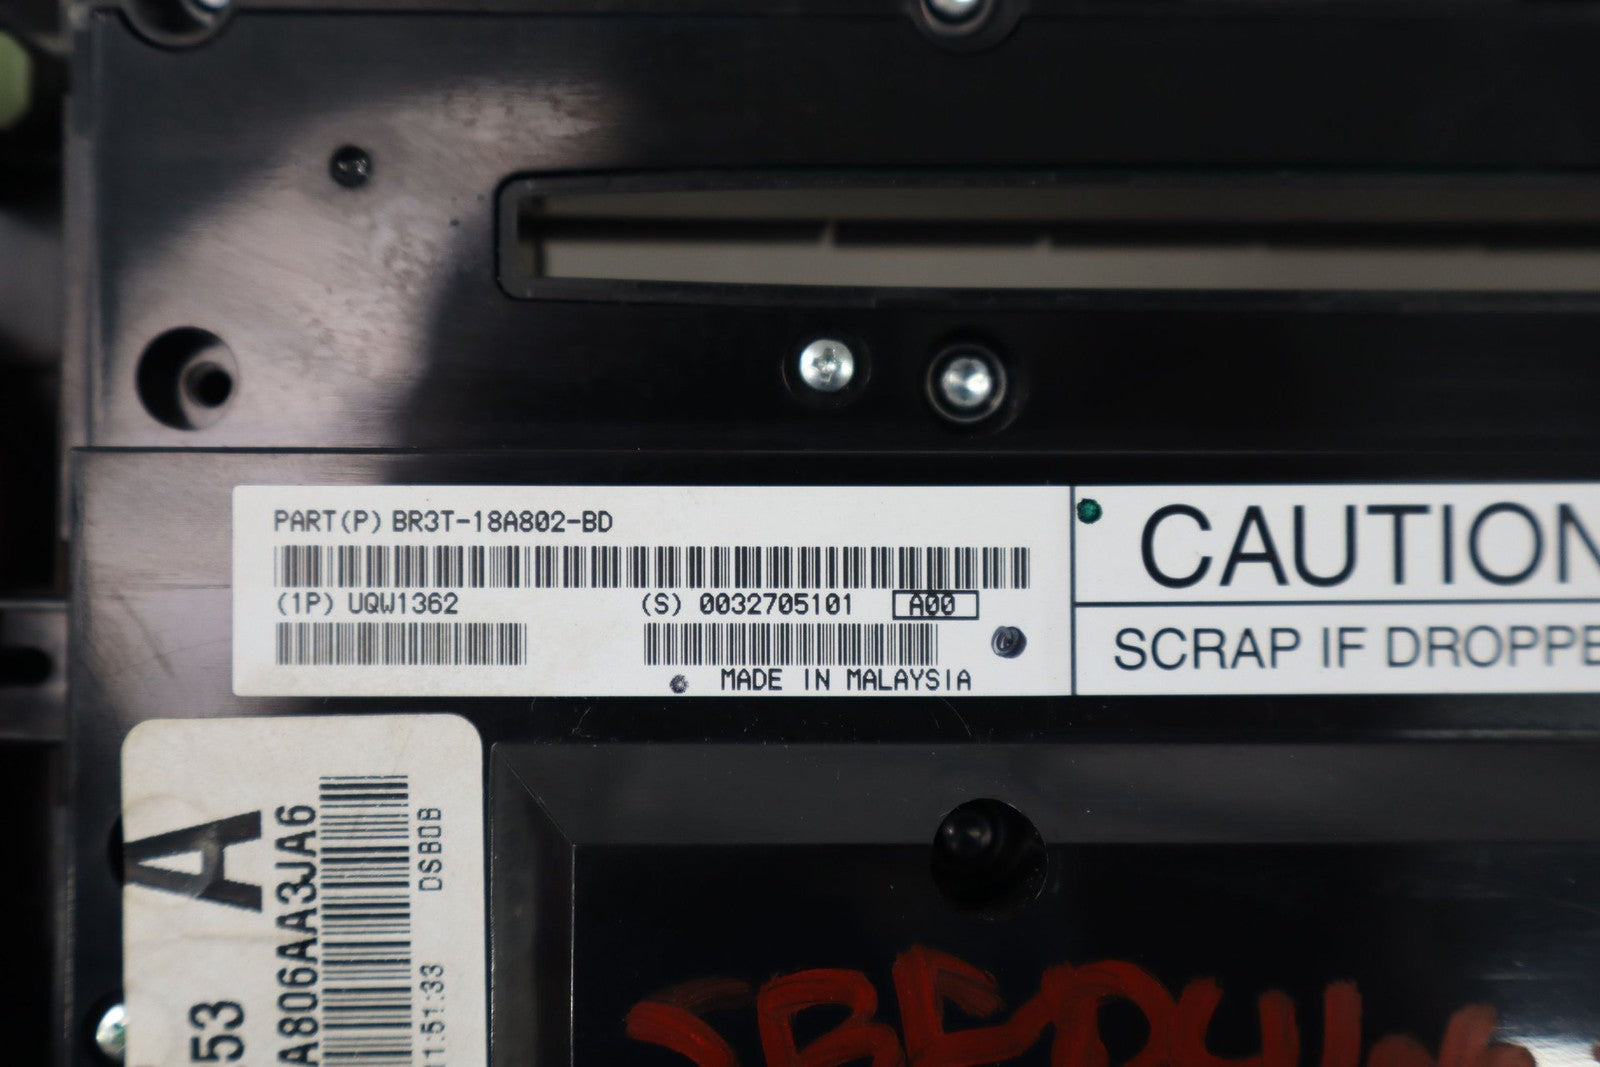 PART(P) BR3T-18A802-BD
(1P) UQW1362
(S) 0032705101 A00
MADE IN MALAYSIA
CAUTION
SCRAP IF DROPPE
A
53
A806AA3JA6
11:51:33 DSB0B